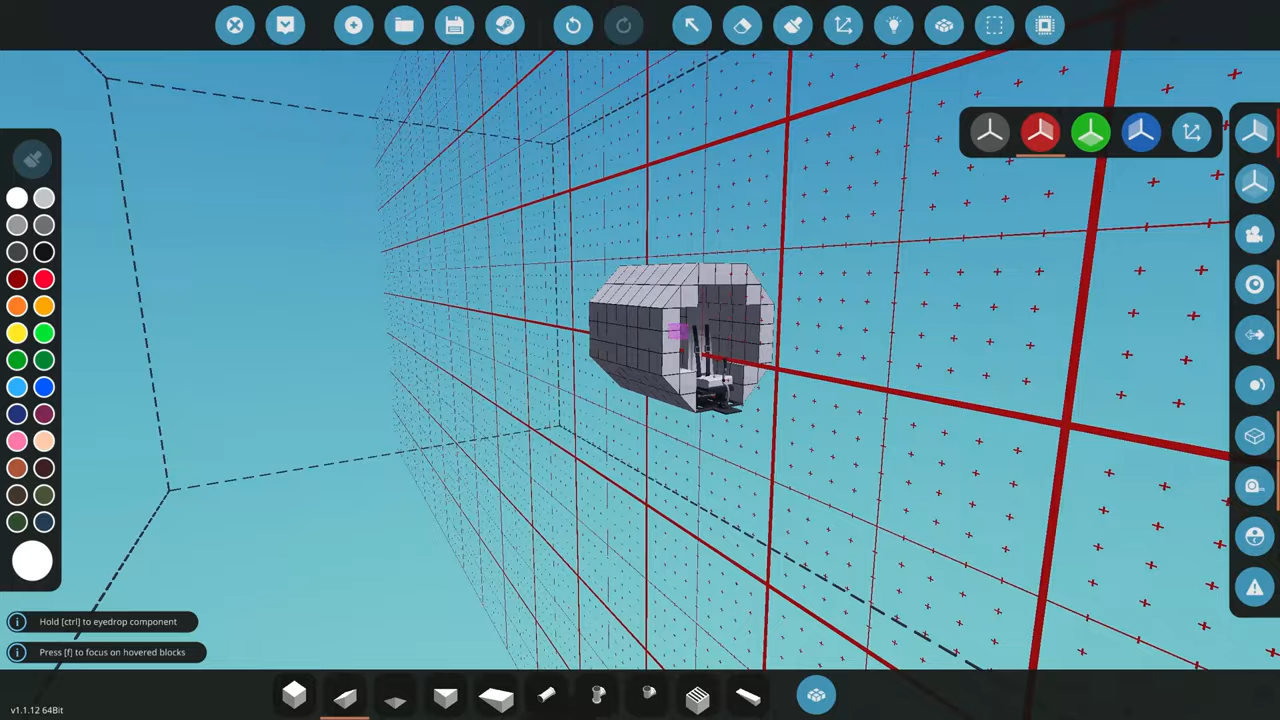 Hold [ctrl] to eyedrop component
Press [f] to focus on hovered blocks
v1.1.12 64Bit